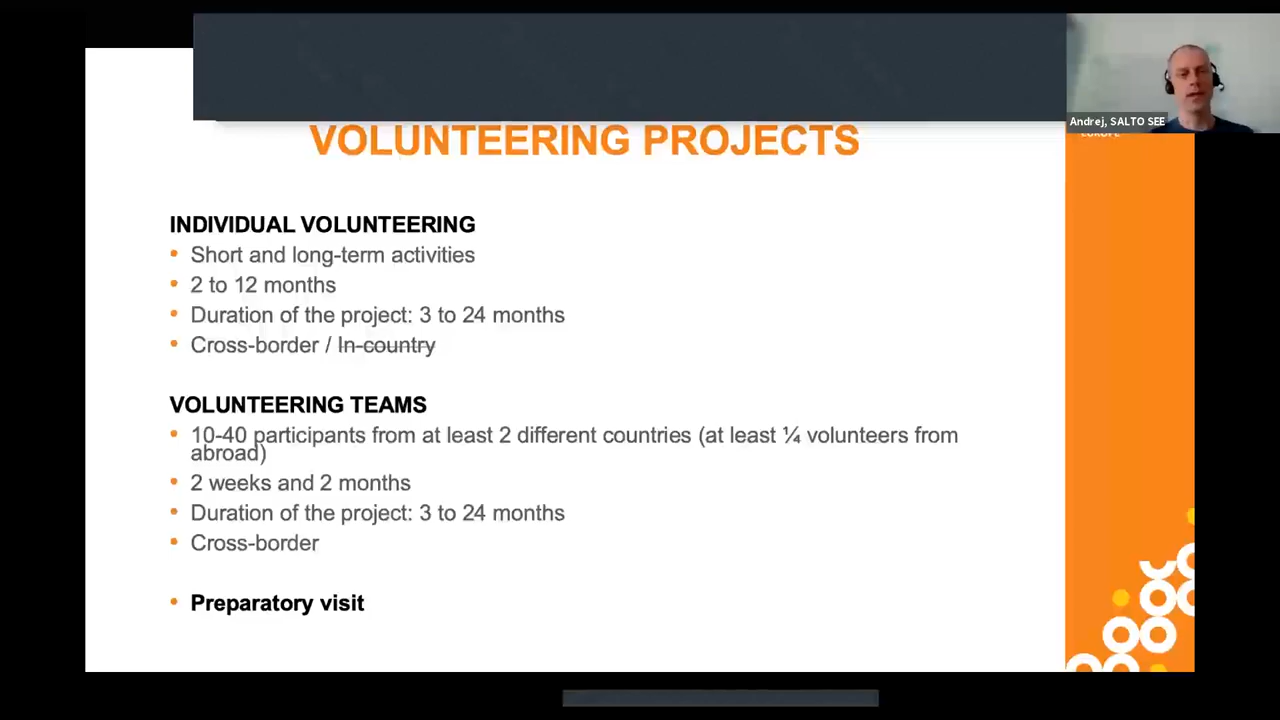 VOLUNTEERING PROJECTS
Andrej, SALTO SEE
EUROPE
INDIVIDUAL VOLUNTEERING
• Short and long-term activities
• 2 to 12 months
• Duration of the project: 3 to 24 months
• Cross-border / In-country
VOLUNTEERING TEAMS
• 10-40 participants from at least 2 different countries (at least ¼ volunteers from
abroad)
• 2 weeks and 2 months
• Duration of the project: 3 to 24 months
• Cross-border
• Preparatory visit